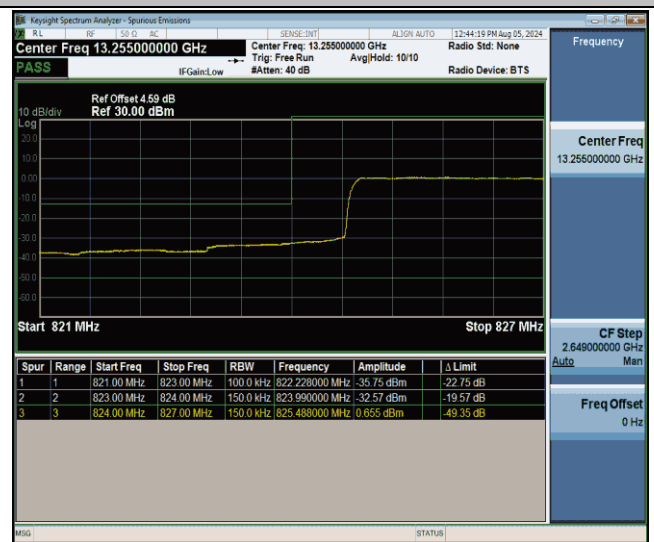 Keysight Spectrum Analyzer - Spurious Emissions
RL RF 50 Ω AC SENSE:INT ALIGN AUTO 12:44:19 PM Aug 05, 2024
Center Freq 13.255000000 GHz
Center Freq: 13.255000000 GHz Radio Std: None
Trig: Free Run Avg|Hold: 10/10
PASS IFGain:Low #Atten: 40 dB Radio Device: BTS
Frequency
Ref Offset 4.59 dB
10 dB/div Ref 30.00 dBm
Log
20.0
10.0
0.00
-10.0
-20.0
-30.0
-40.0
-50.0
-60.0
Start 821 MHz Stop 827 MHz
Center Freq
13.255000000 GHz
CF Step
2.649000000 GHz
Auto Man
Freq Offset
0 Hz
Spur Range Start Freq Stop Freq RBW Frequency Amplitude Δ Limit
1 1 821.00 MHz 823.00 MHz 100.0 kHz 822.228000 MHz -35.75 dBm -22.75 dB
2 2 823.00 MHz 824.00 MHz 150.0 kHz 823.990000 MHz -32.57 dBm -19.57 dB
3 3 824.00 MHz 827.00 MHz 150.0 kHz 825.488000 MHz 0.655 dBm -49.35 dB
MSG STATUS